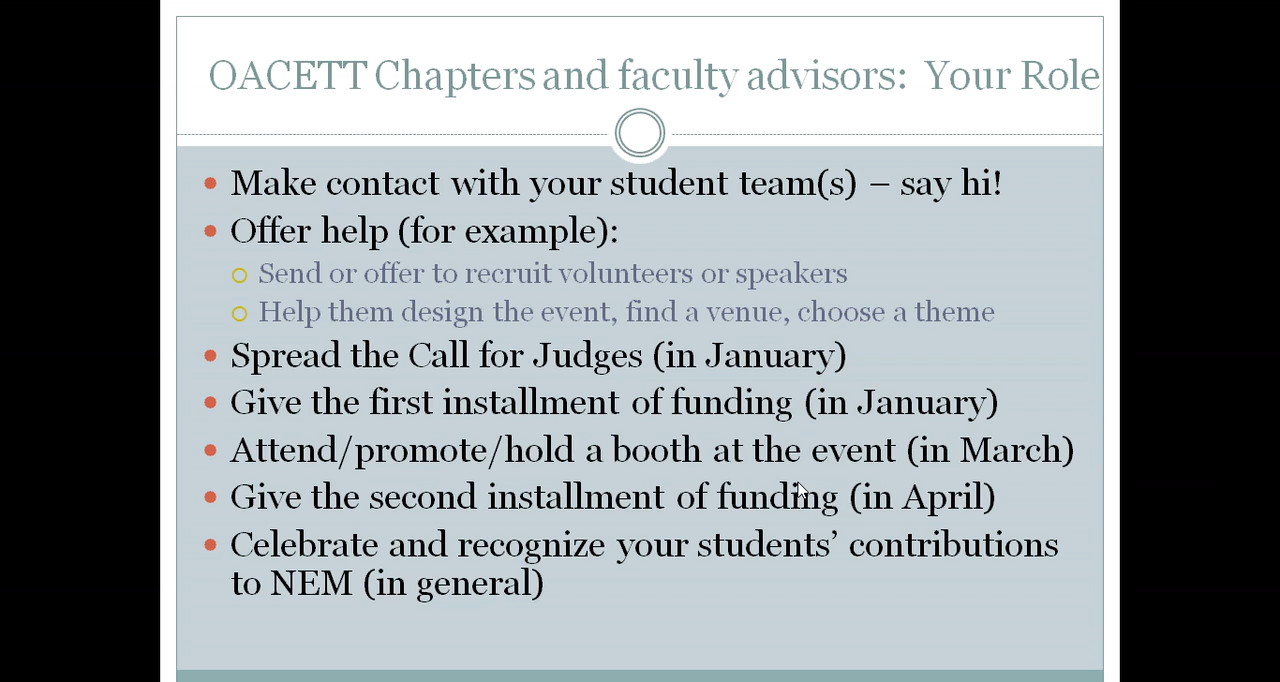 OACETT Chapters and faculty advisors: Your Role
Make contact with your student team(s) – say hi!
Offer help (for example):
Send or offer to recruit volunteers or speakers
Help them design the event, find a venue, choose a theme
Spread the Call for Judges (in January)
Give the first installment of funding (in January)
Attend/promote/hold a booth at the event (in March)
Give the second installment of funding (in April)
Celebrate and recognize your students’ contributions
to NEM (in general)